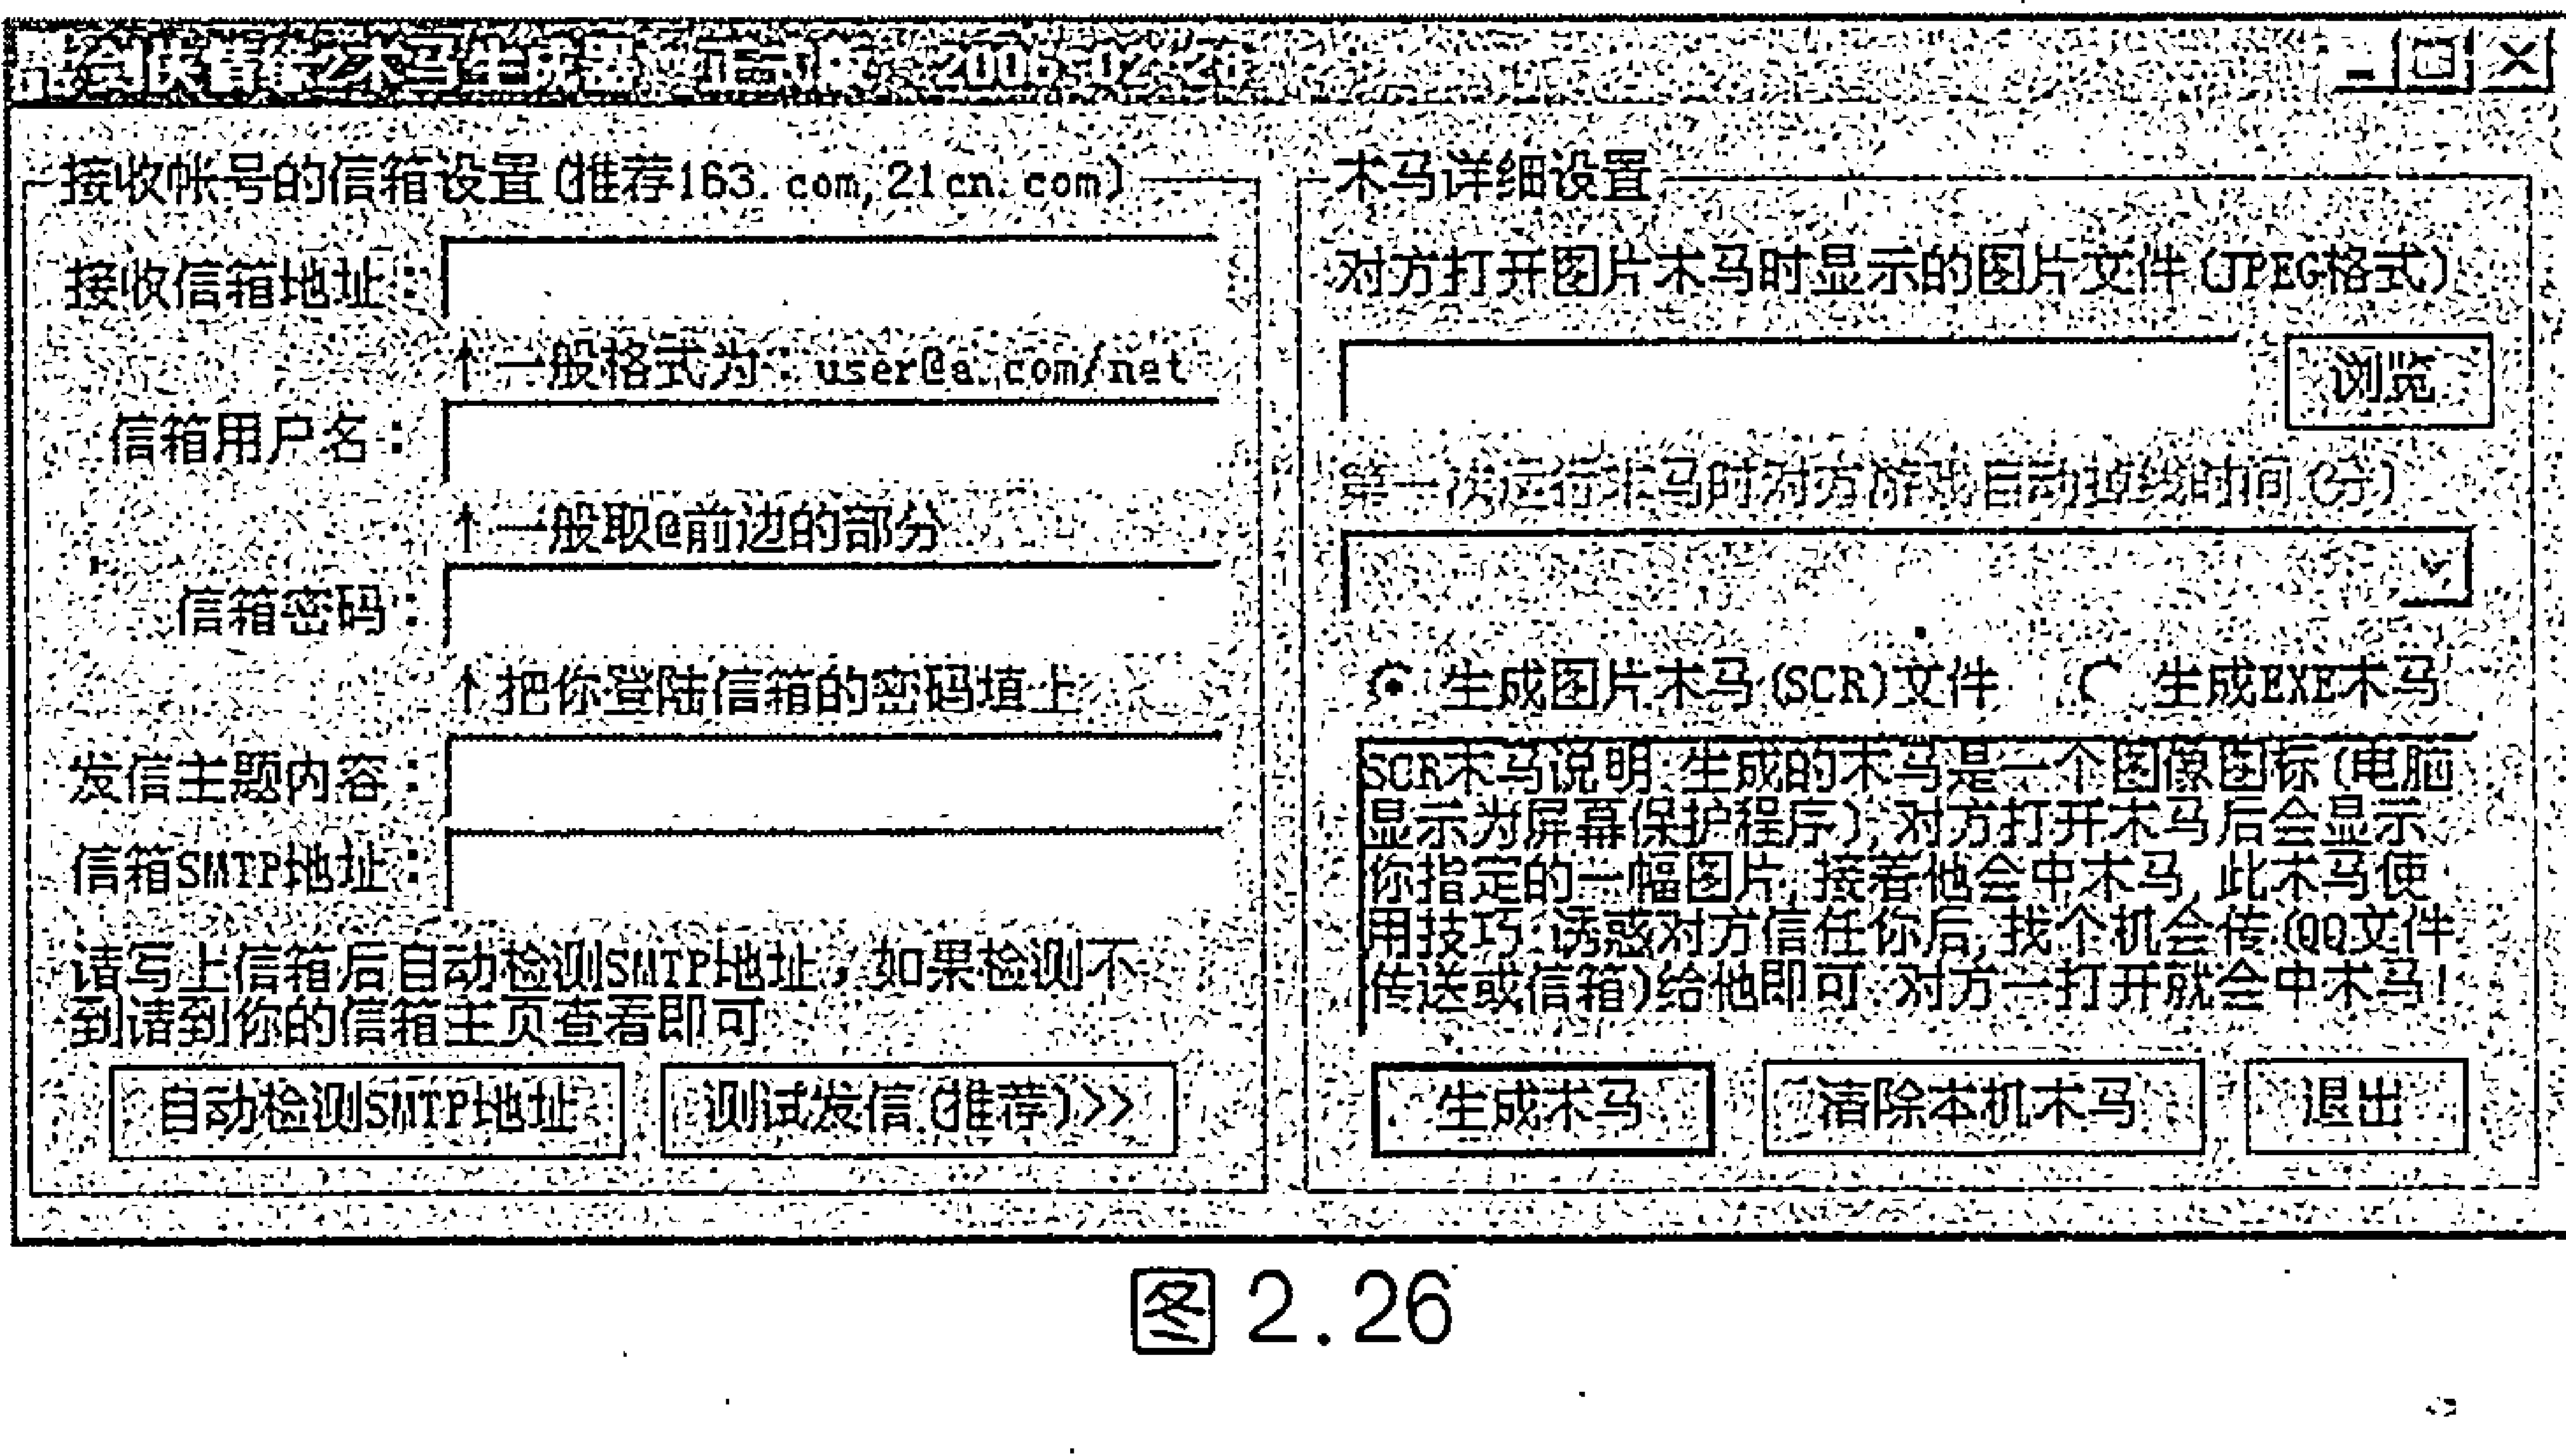 木马生成器 正式版 2006-02-28
接收帐号的信箱设置(推荐163.com,21cn.com)
接收信箱地址：
↑一般格式为：user@a.com/net
信箱用户名：
↑一般取@前边的部分
信箱密码：
↑把你登陆信箱的密码填上
发信主题内容：
信箱SMTP地址：
请写上信箱后自动检测SMTP地址，如果检测不
到请到你的信箱主页查看即可
自动检测SMTP地址 测试发信(推荐)>>
木马详细设置
对方打开图片木马时显示的图片文件(JPEG格式)
浏览
第一次运行木马时对方游戏自动掉线时间(分)
生成图片木马(SCR)文件 生成EXE木马
SCR木马说明:生成的木马是一个图像图标(电脑
显示为屏幕保护程序),对方打开木马后会显示
你指定的一幅图片,接着他会中木马,此木马使
用技巧:诱惑对方信任你后,找个机会传(QQ文件
传送或信箱)给他即可.对方一打开就会中木马!
生成木马 清除本机木马 退出
图2.26